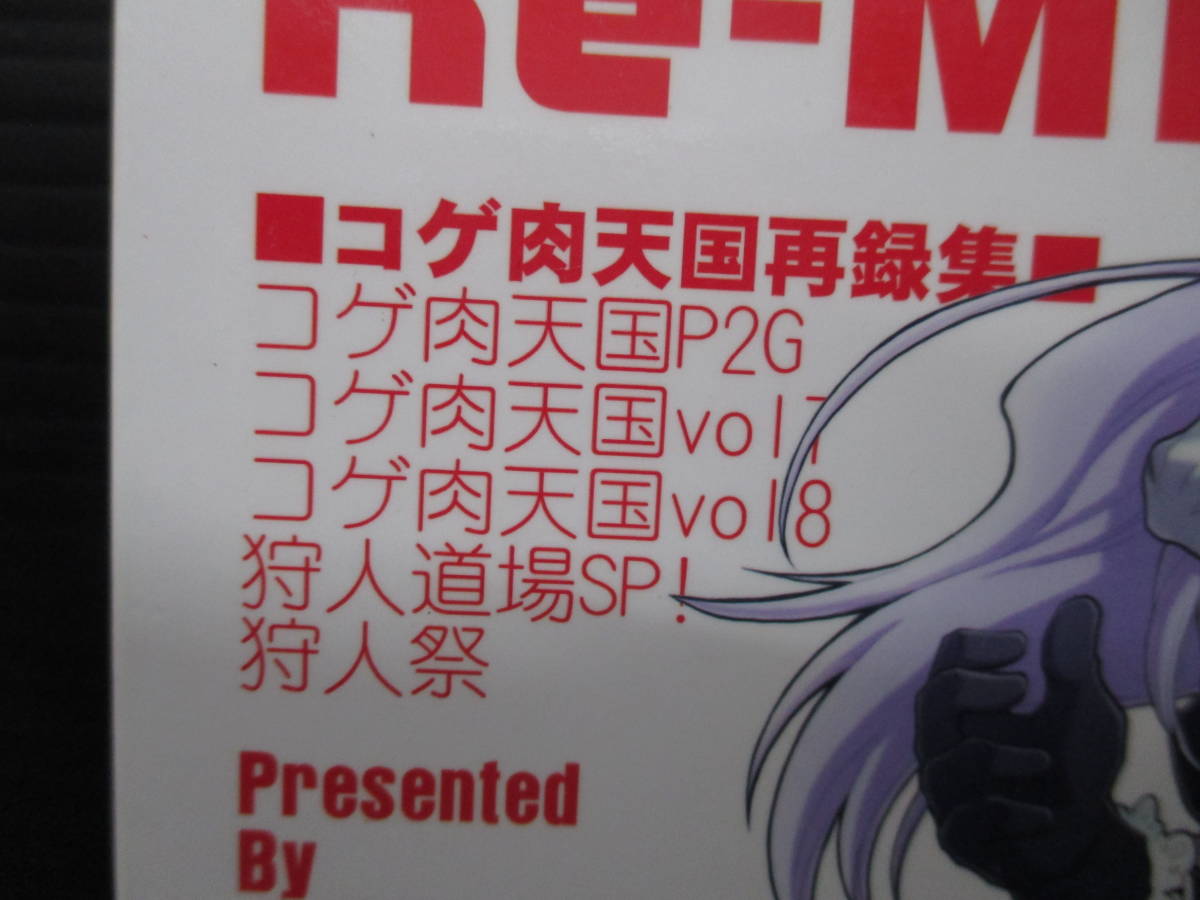 Re-M
■コゲ肉天国再録集■
コゲ肉天国P2G
コゲ肉天国vol7
コゲ肉天国vol8
狩人道場SP!
狩人祭
Presented
By